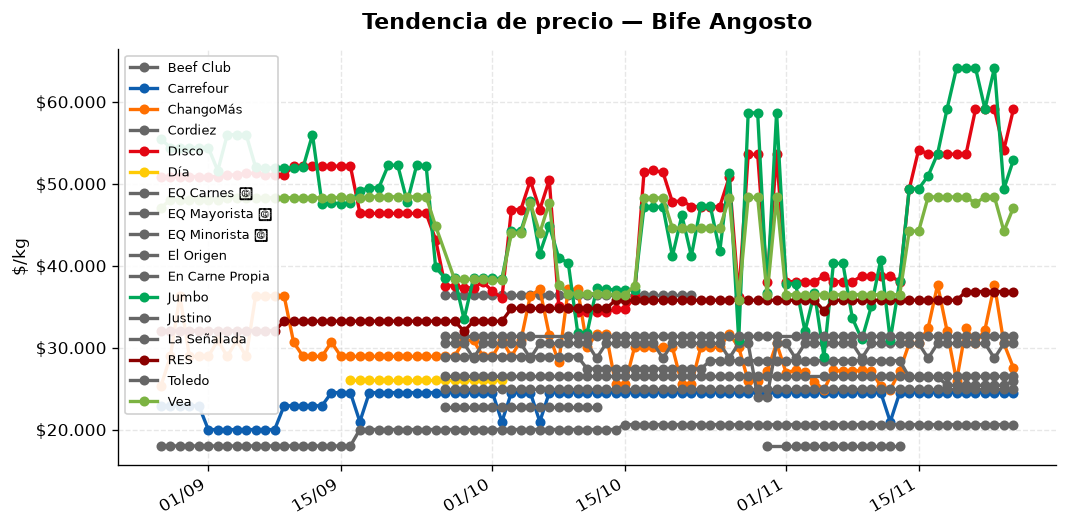 Tendencia de precio — Bife Angosto
$/kg
$60.000
$50.000
$40.000
$30.000
$20.000
Beef Club
Carrefour
ChangoMás
Cordiez
Disco
Día
EQ Carnes
EQ Mayorista
EQ Minorista
El Origen
En Carne Propia
Jumbo
Justino
La Señalada
RES
Toledo
Vea
01/09
15/09
01/10
15/10
01/11
15/11